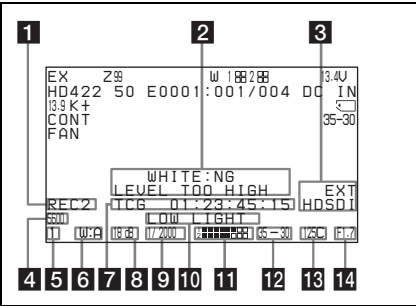 1 2 3
EX Z99 W 1 2 13.4V
HD422 50 E0001:001/004 DC IN
13.9 K+
CONT 35-30
FAN
WHITE:NG
LEVEL TOO HIGH EXT
REC2 TCG 01:23:45:15 HDSDI
5600 LOW LIGHT
1 W:A 18dB 1/2000 35-30 125C F1.7
4 5 6 7 8 9 10 11 12 13 14